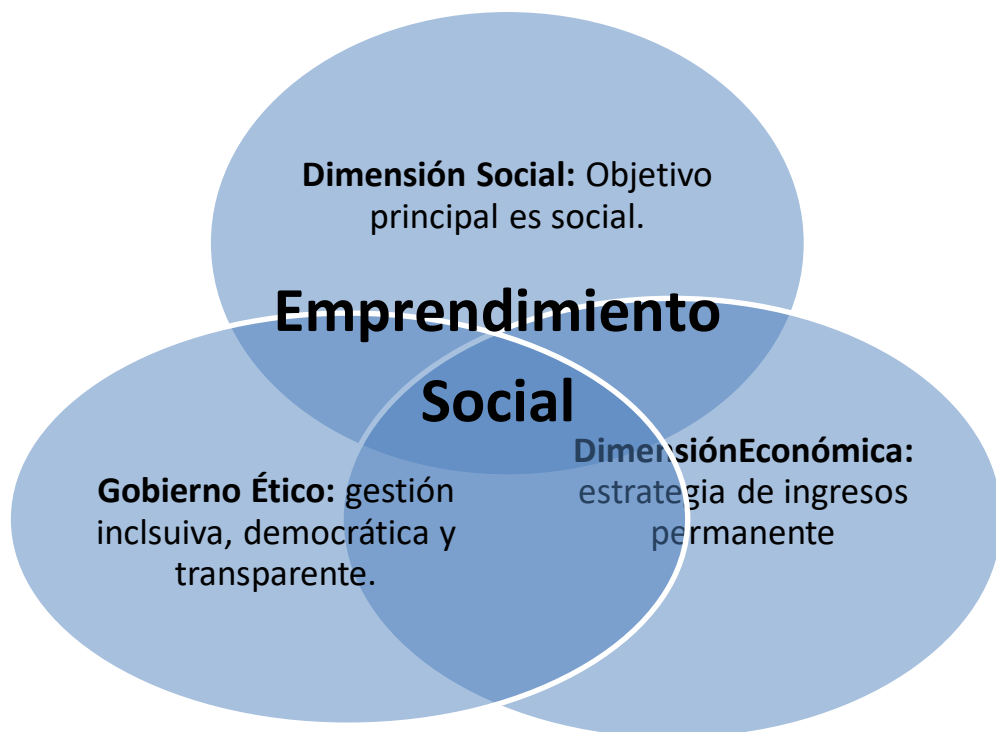 Dimensión Social: Objetivo
principal es social.
Emprendimiento
Social
DimensiónEconómica:
estrategia de ingresos
permanente
Gobierno Ético: gestión
inclsuiva, democrática y
transparente.